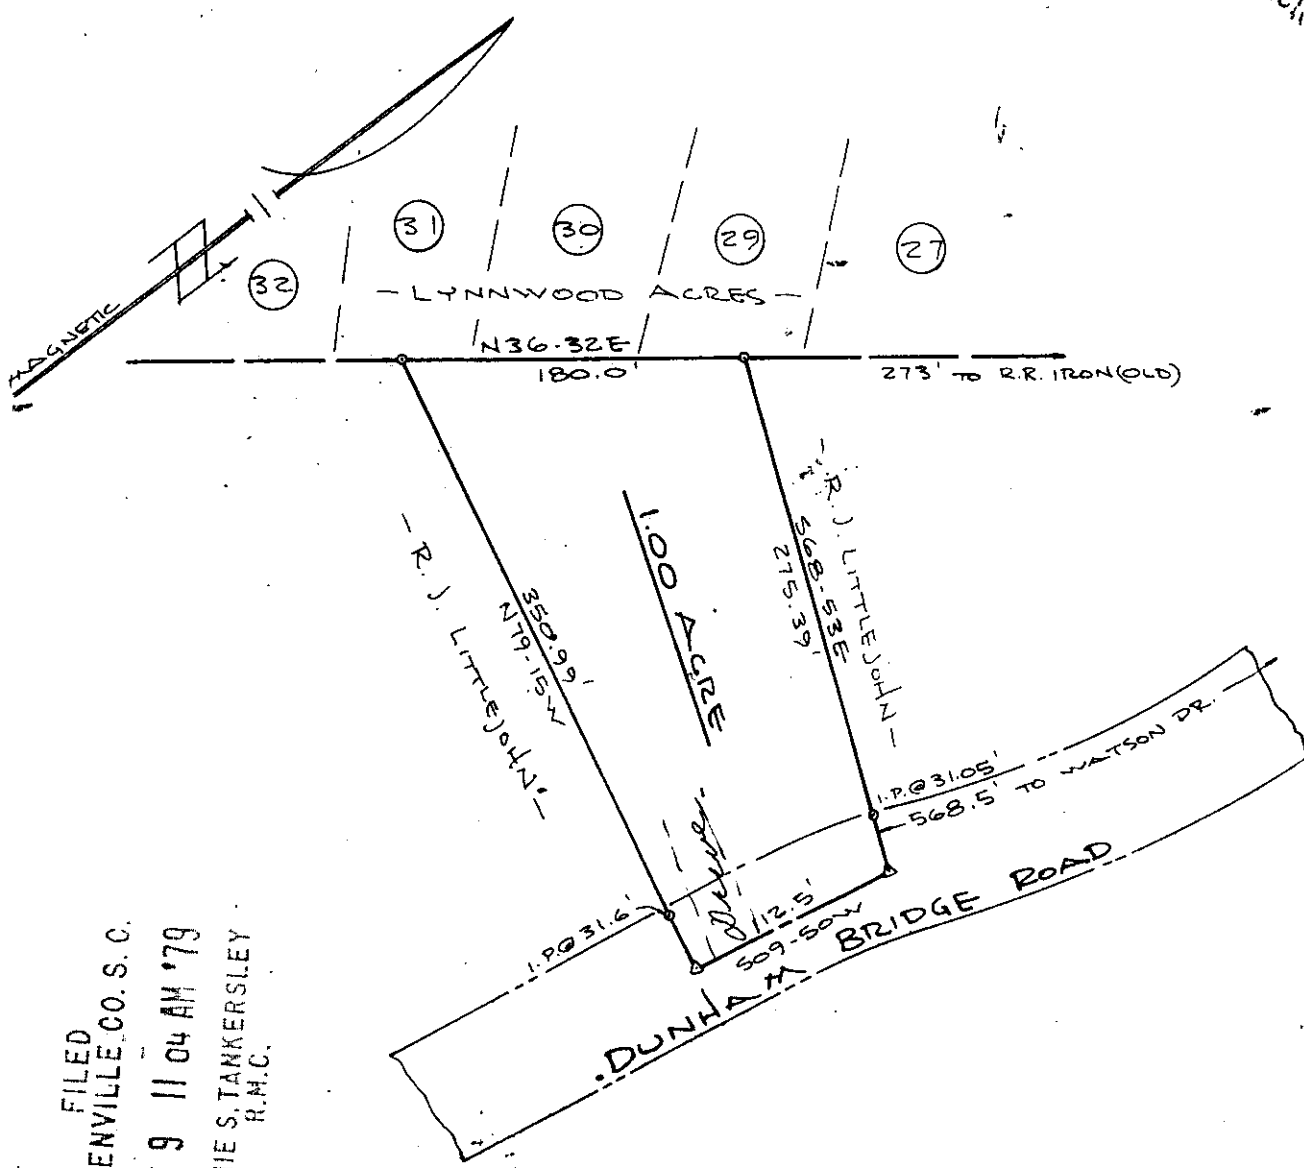 MAGNETIC
32
31
30
29
27
- LYNNWOOD ACRES -
N36-32E
180.0'
273' TO R.R. IRON (OLD)
- R. J. LITTLEJOHN -
350.99'
N79-15W
1.00 ACRE
- R. J. LITTLEJOHN -
S68-53E
275.39'
I.P.@ 31.05'
568.5' TO WATSON DR.
I.P.@ 31.6'
112.5'
S09-50W
DUNHAM BRIDGE ROAD
FILED
ENVILLE CO. S. C.
9 11 04 AM '79
IE S. TANKERSLEY
R.M.C.